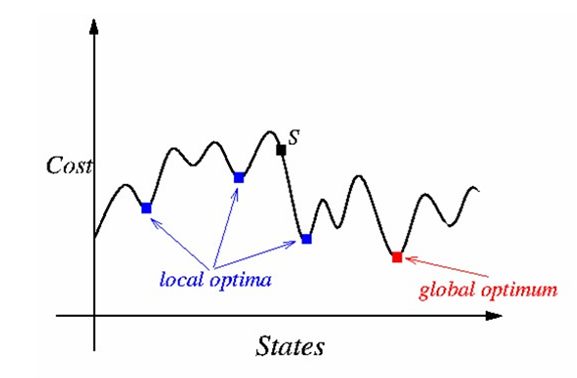 S
Cost
local optima
global optimum
States